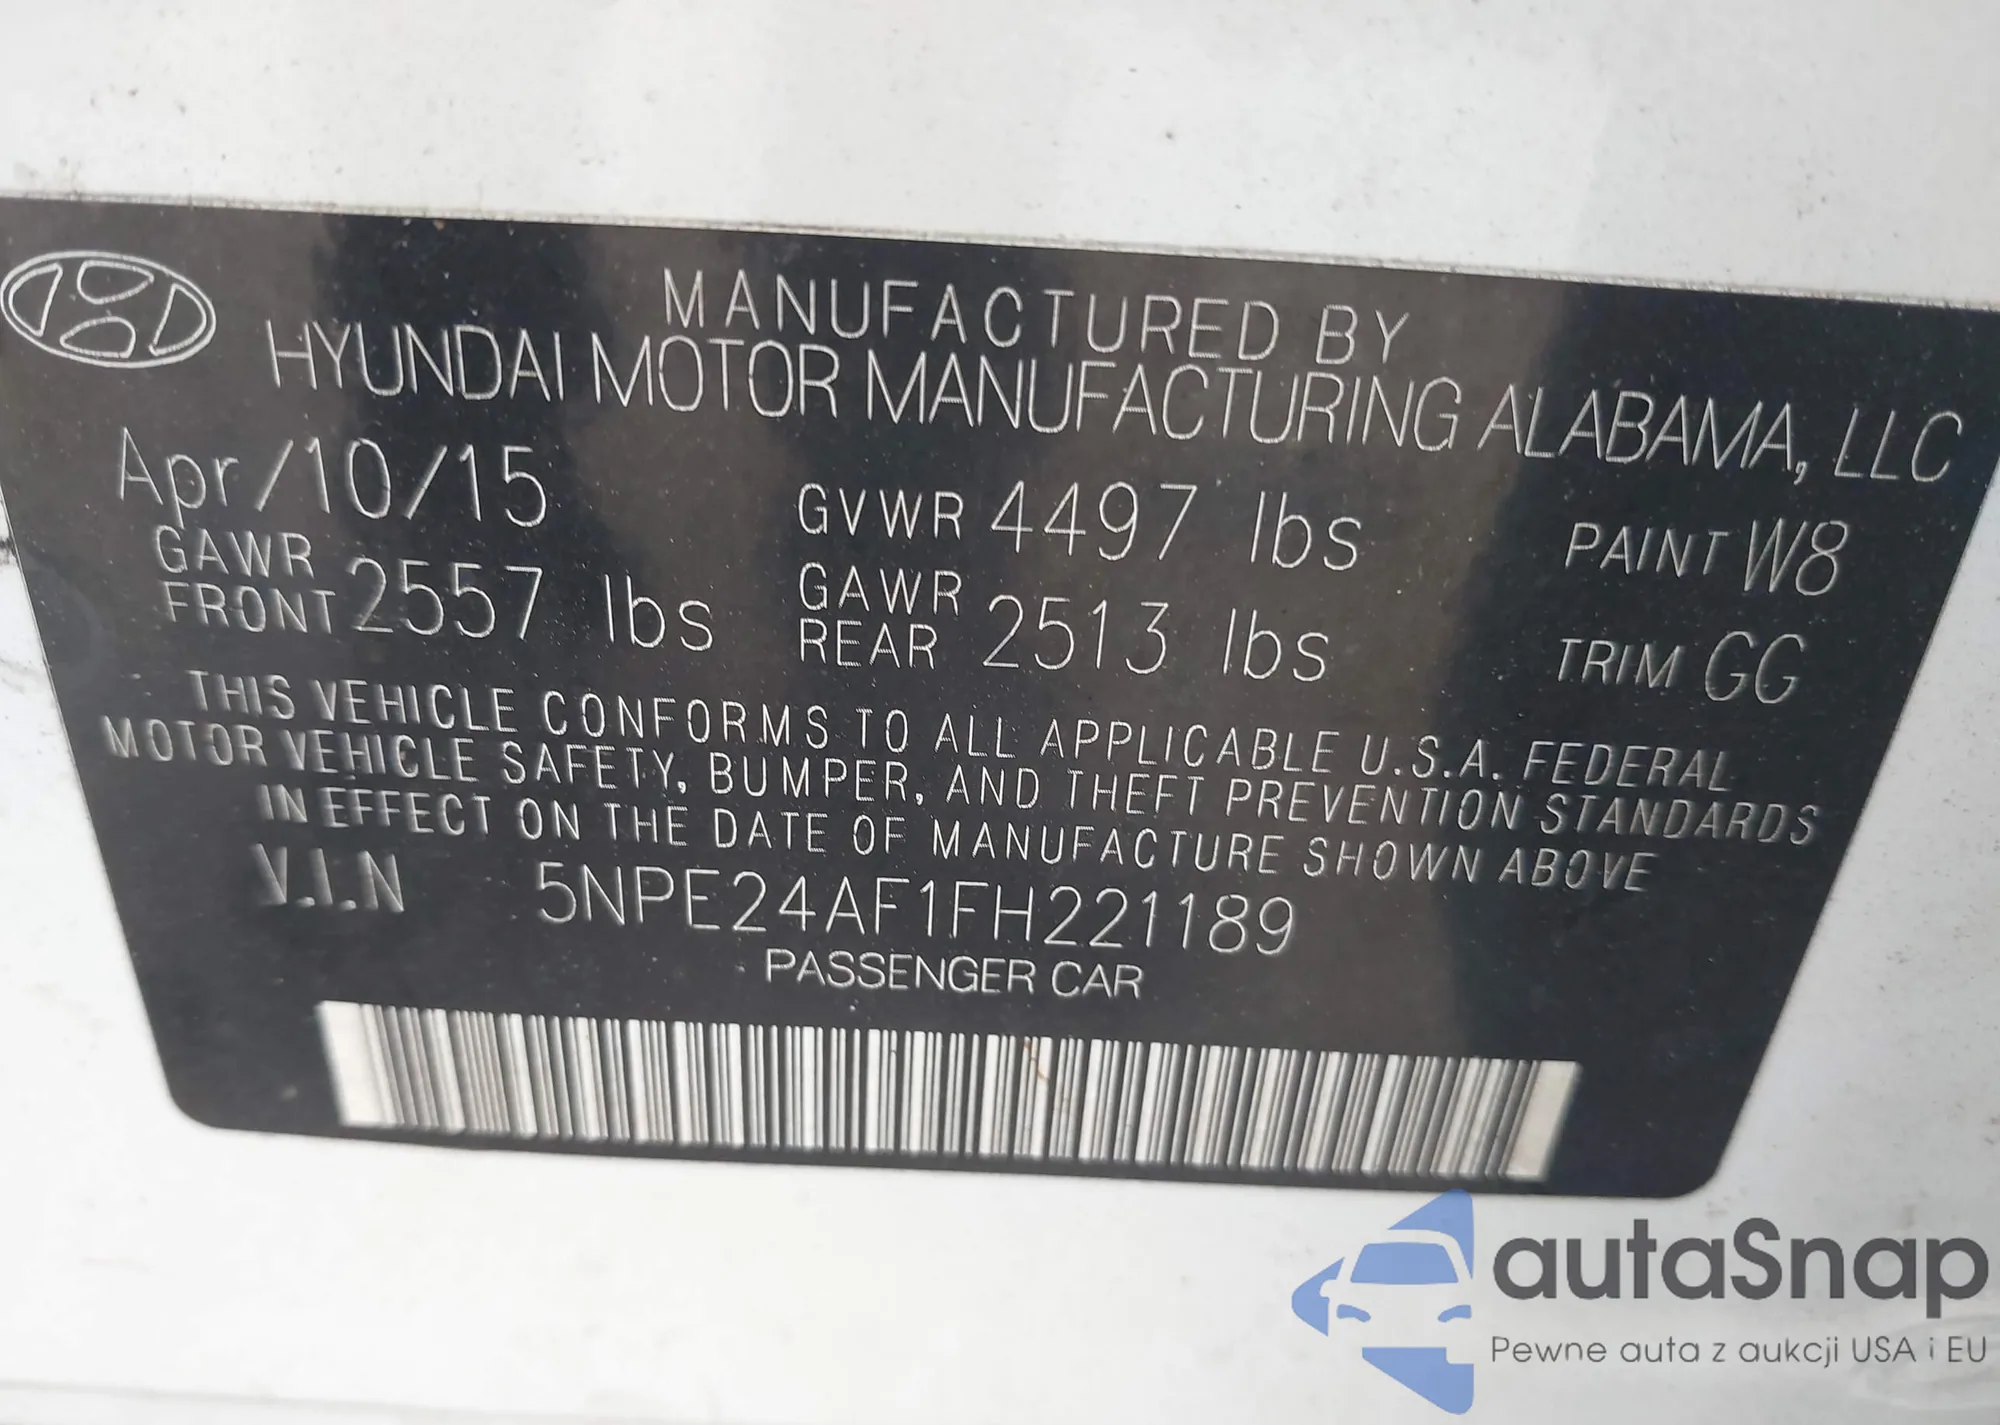 MANUFACTURED BY
HYUNDAI MOTOR MANUFACTURING ALABAMA, LLC
Apr/10/15 GVWR 4497 lbs PAINT W8
GAWR FRONT 2557 lbs GAWR REAR 2513 lbs TRIM GG
THIS VEHICLE CONFORMS TO ALL APPLICABLE U.S.A. FEDERAL
MOTOR VEHICLE SAFETY, BUMPER, AND THEFT PREVENTION STANDARDS
IN EFFECT ON THE DATE OF MANUFACTURE SHOWN ABOVE
V.I.N 5NPE24AF1FH221189
PASSENGER CAR
autaSnap
Pewne auta z aukcji USA i EU